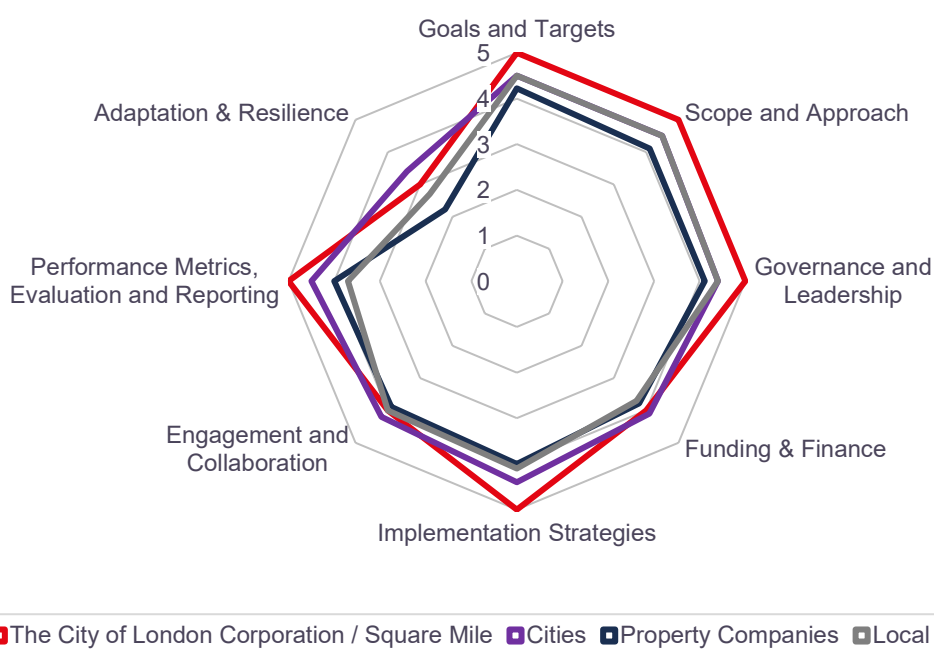 Goals and Targets
5
Adaptation & Resilience
4
Scope and Approach
3
2
1
Performance Metrics,
Evaluation and Reporting
0
Governance and
Leadership
Engagement and
Collaboration
Funding & Finance
Implementation Strategies
The City of London Corporation / Square Mile Cities Property Companies Local